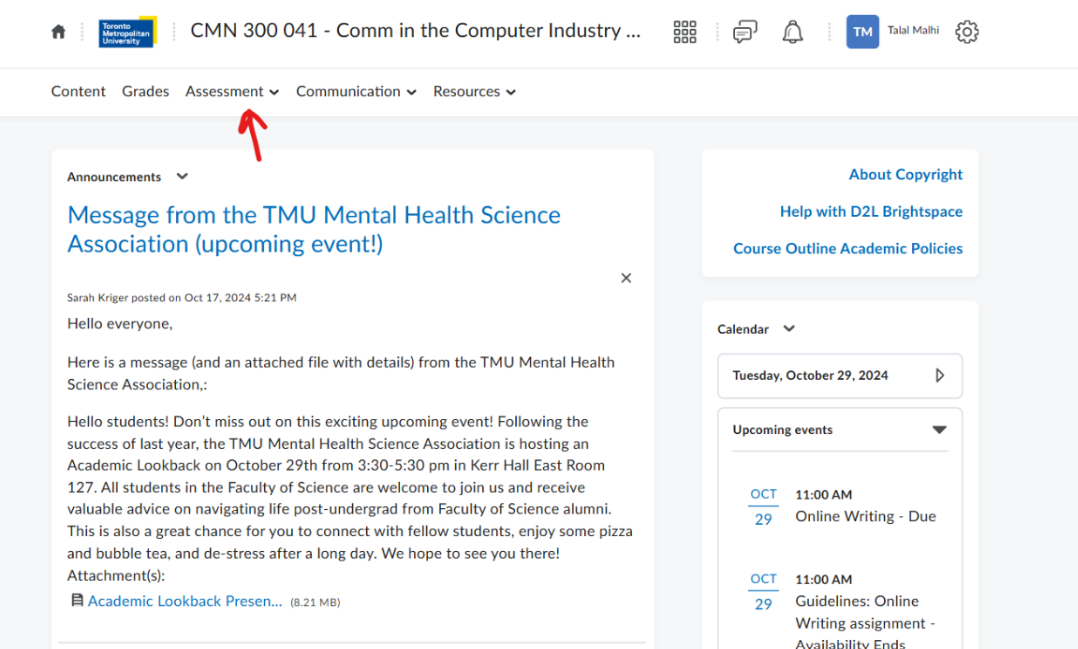 Toronto
Metropolitan
University
CMN 300 041 - Comm in the Computer Industry ...
TM
Talal Malhi
Content
Grades
Assessment
Communication
Resources
Announcements
Message from the TMU Mental Health Science
Association (upcoming event!)
Sarah Kriger posted on Oct 17, 2024 5:21 PM
Hello everyone,
Here is a message (and an attached file with details) from the TMU Mental Health
Science Association,:
Hello students! Don't miss out on this exciting upcoming event! Following the
success of last year, the TMU Mental Health Science Association is hosting an
Academic Lookback on October 29th from 3:30-5:30 pm in Kerr Hall East Room
127. All students in the Faculty of Science are welcome to join us and receive
valuable advice on navigating life post-undergrad from Faculty of Science alumni.
This is also a great chance for you to connect with fellow students, enjoy some pizza
and bubble tea, and de-stress after a long day. We hope to see you there!
Attachment(s):
Academic Lookback Presen... (8.21 MB)
About Copyright
Help with D2L Brightspace
Course Outline Academic Policies
Calendar
Tuesday, October 29, 2024
Upcoming events
OCT
29
11:00 AM
Online Writing - Due
OCT
29
11:00 AM
Guidelines: Online
Writing assignment -
Availability Ends